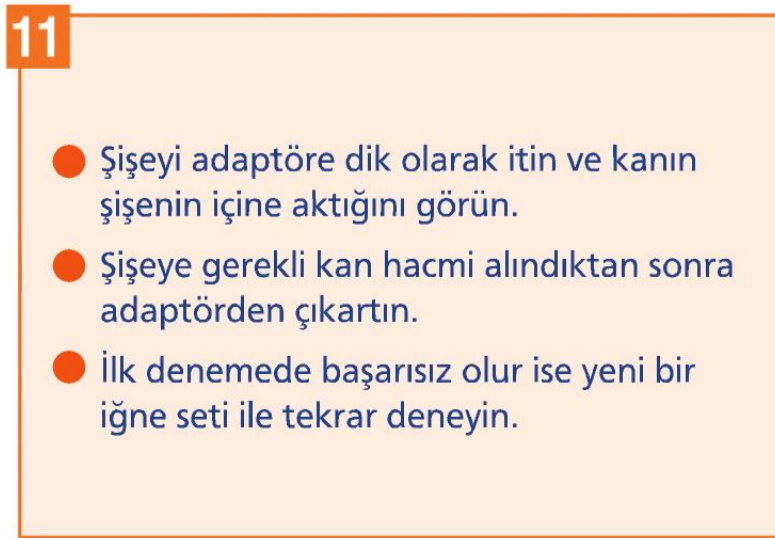 11
Şişeyi adaptöre dik olarak itin ve kanın
şişenin içine aktığını görün.
Şişeye gerekli kan hacmi alındıktan sonra
adaptörden çıkartın.
İlk denemede başarısız olur ise yeni bir
iğne seti ile tekrar deneyin.